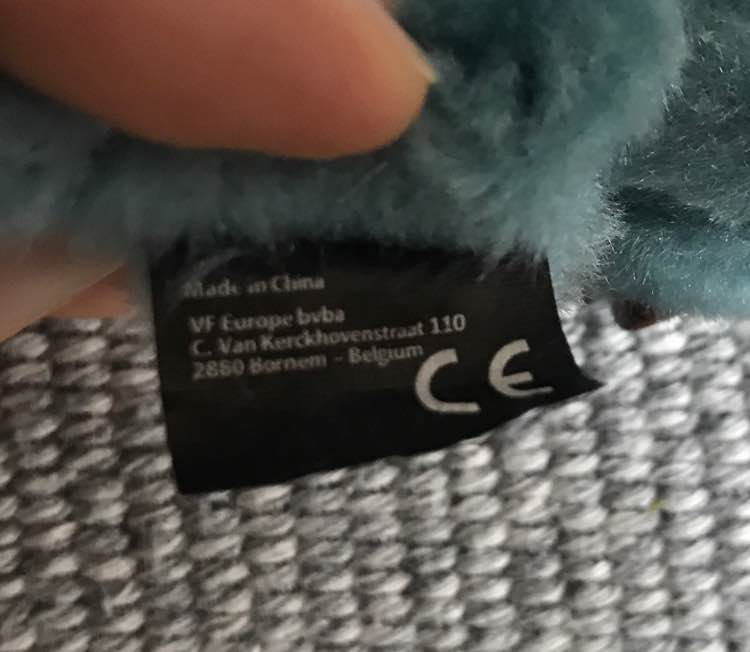 Made in China
VF Europe bvba
C. Van Kerckhovenstraat 110
2880 Bornem – Belgium
CE